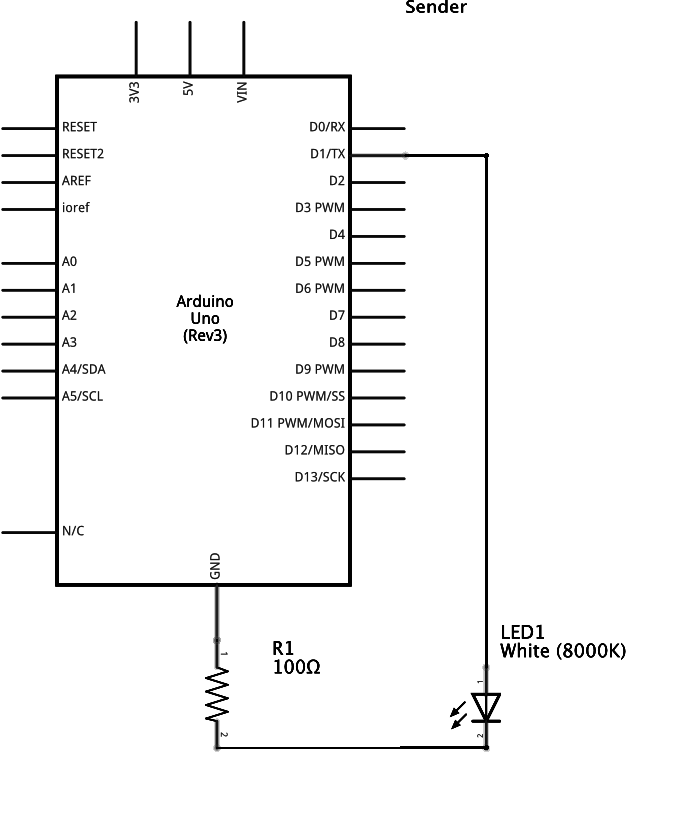 Sender
3V3
5V
VIN
RESET
RESET2
AREF
ioref
A0
A1
A2
A3
A4/SDA
A5/SCL
N/C
D0/RX
D1/TX
D2
D3 PWM
D4
D5 PWM
D6 PWM
D7
D8
D9 PWM
D10 PWM/SS
D11 PWM/MOSI
D12/MISO
D13/SCK
Arduino
Uno
(Rev3)
GND
1
R1
100Ω
2
LED1
White (8000K)
1
2